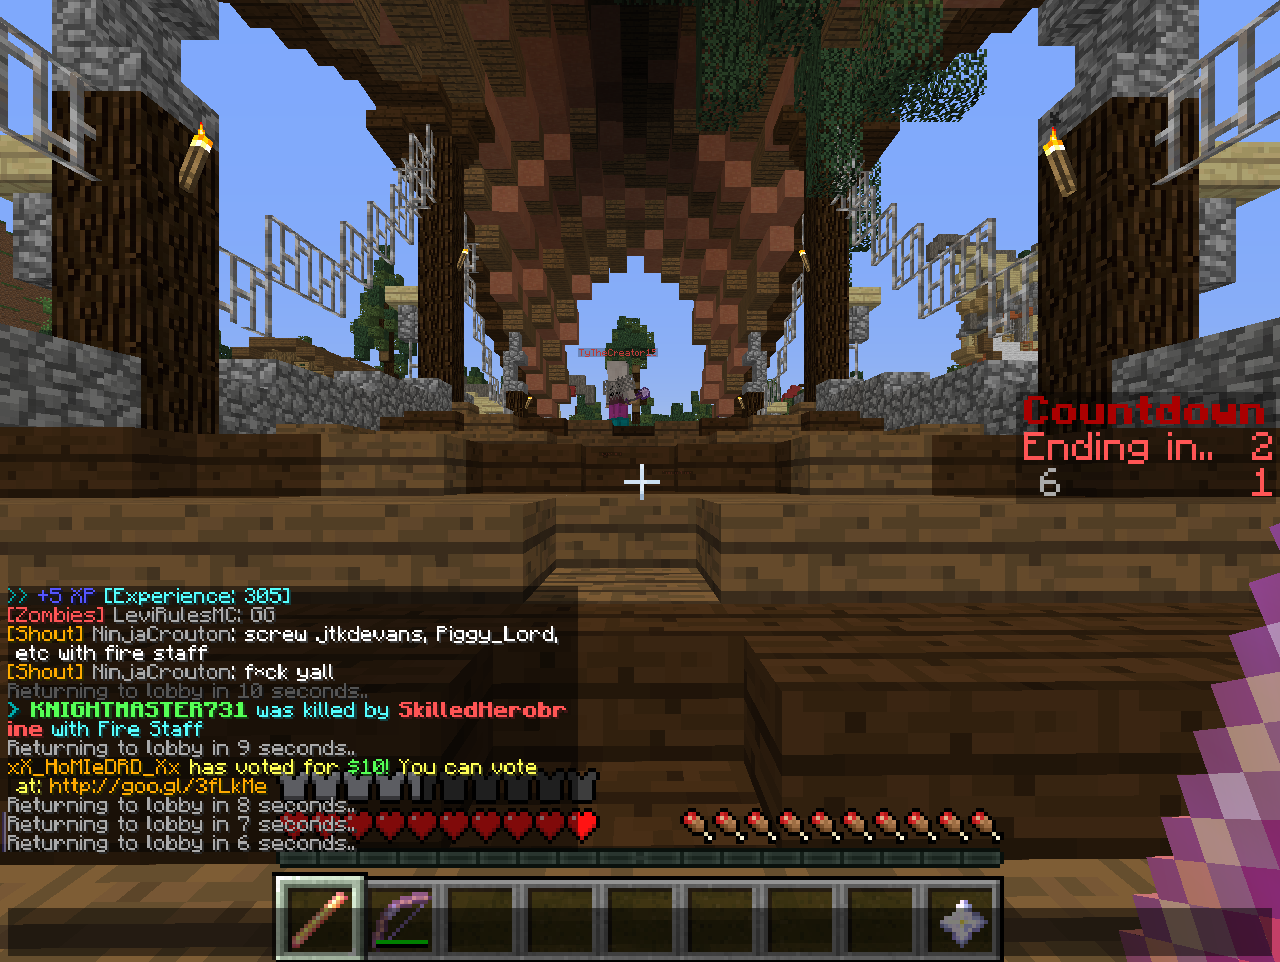 TyTheCreator19
Countdown
Ending in.. 2
6 1
>> +5 XP [Experience: 305]
[Zombies] LeviRulesMC: GG
[Shout] NinjaCrouton: screw .jtkdevans, Piggy_Lord,
etc with fire staff
[Shout] NinjaCrouton: f*ck yall
Returning to lobby in 10 seconds..
> KNIGHTMASTER731 was killed by SkilledHerobr
ine with Fire Staff
Returning to lobby in 9 seconds..
xX_HoMIeDRD_Xx has voted for $10! You can vote
at: http://goo.gl/3fLkMe
Returning to lobby in 8 seconds..
Returning to lobby in 7 seconds..
Returning to lobby in 6 seconds..